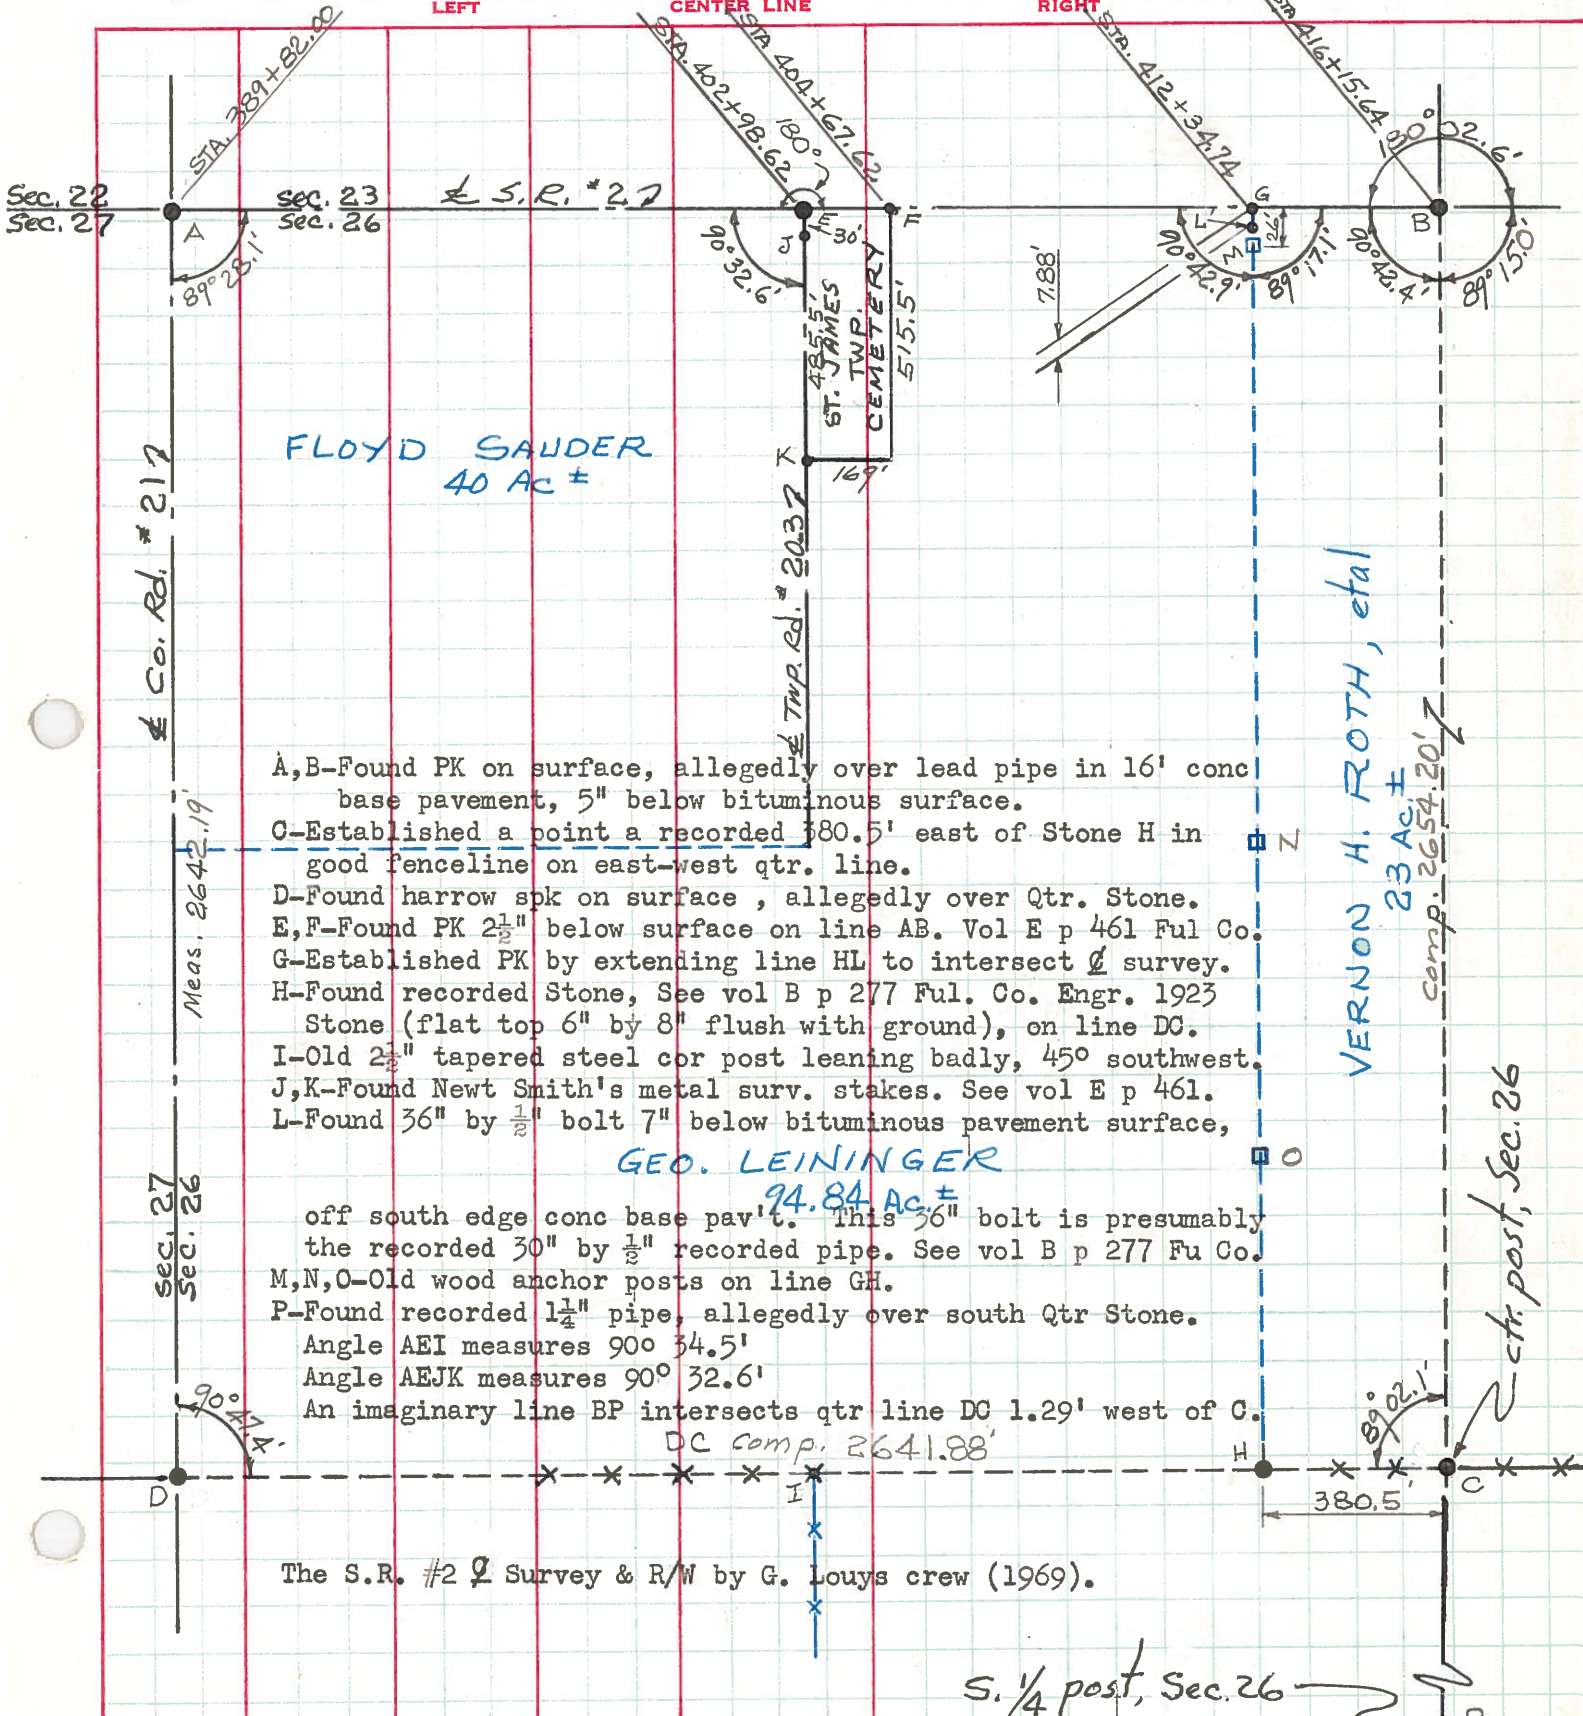 LEFT
CENTER LINE
RIGHT
STA. 389+82.00
STA. 402+98.62
STA 404+67.62
STA. 412+34.74
STA 416+15.64
180°
180° 02.6'
Sec. 22
Sec. 27
sec. 23
Sec. 26
℄ S.R. #2
A
E
F
G
B
J
30'
L
M
26'
89° 28.1'
90° 32.6'
90° 42.9'
89° 17.1'
90° 42.4'
89° 15.0'
7.88'
485.5'
ST. JAMES
TWP.
CEMETERY
515.5'
K
169'
FLOYD SAUDER
40 Ac ±
℄ Co. Rd. #21
℄ Twp. Rd. #20.3
VERNON H. ROTH, etal
23 Ac. ±
Comp. 2654.20'
Meas. 2642.19'
A,B-Found PK on surface, allegedly over lead pipe in 16' conc
base pavement, 5" below bituminous surface.
C-Established a point a recorded 380.5' east of Stone H in
good fenceline on east-west qtr. line.
D-Found harrow spk on surface , allegedly over Qtr. Stone.
E,F-Found PK 2½" below surface on line AB. Vol E p 461 Ful Co.
G-Established PK by extending line HL to intersect ℄ survey.
H-Found recorded Stone, See vol B p 277 Ful. Co. Engr. 1923
Stone (flat top 6" by 8" flush with ground), on line DC.
I-Old 2½" tapered steel cor post leaning badly, 45° southwest.
J,K-Found Newt Smith's metal surv. stakes. See vol E p 461.
L-Found 36" by ½" bolt 7" below bituminous pavement surface,
GEO. LEININGER
94.84 Ac. ±
off south edge conc base pav't. This 36" bolt is presumably
the recorded 30" by ½" recorded pipe. See vol B p 277 Fu Co.
M,N,O-Old wood anchor posts on line GH.
P-Found recorded 1¼" pipe, allegedly over south Qtr Stone.
Angle AEI measures 90o 34.5'
Angle AEJK measures 90° 32.6'
An imaginary line BP intersects qtr line DC 1.29' west of C.
N
O
Sec. 27
Sec. 26
ctr. post, Sec. 26
90° 47.4'
89° 02.1'
DC Comp. 2641.88'
D
I
H
C
380.5'
The S.R. #2 ℄ Survey & R/W by G. Louys crew (1969).
S. ¼ post, Sec. 26